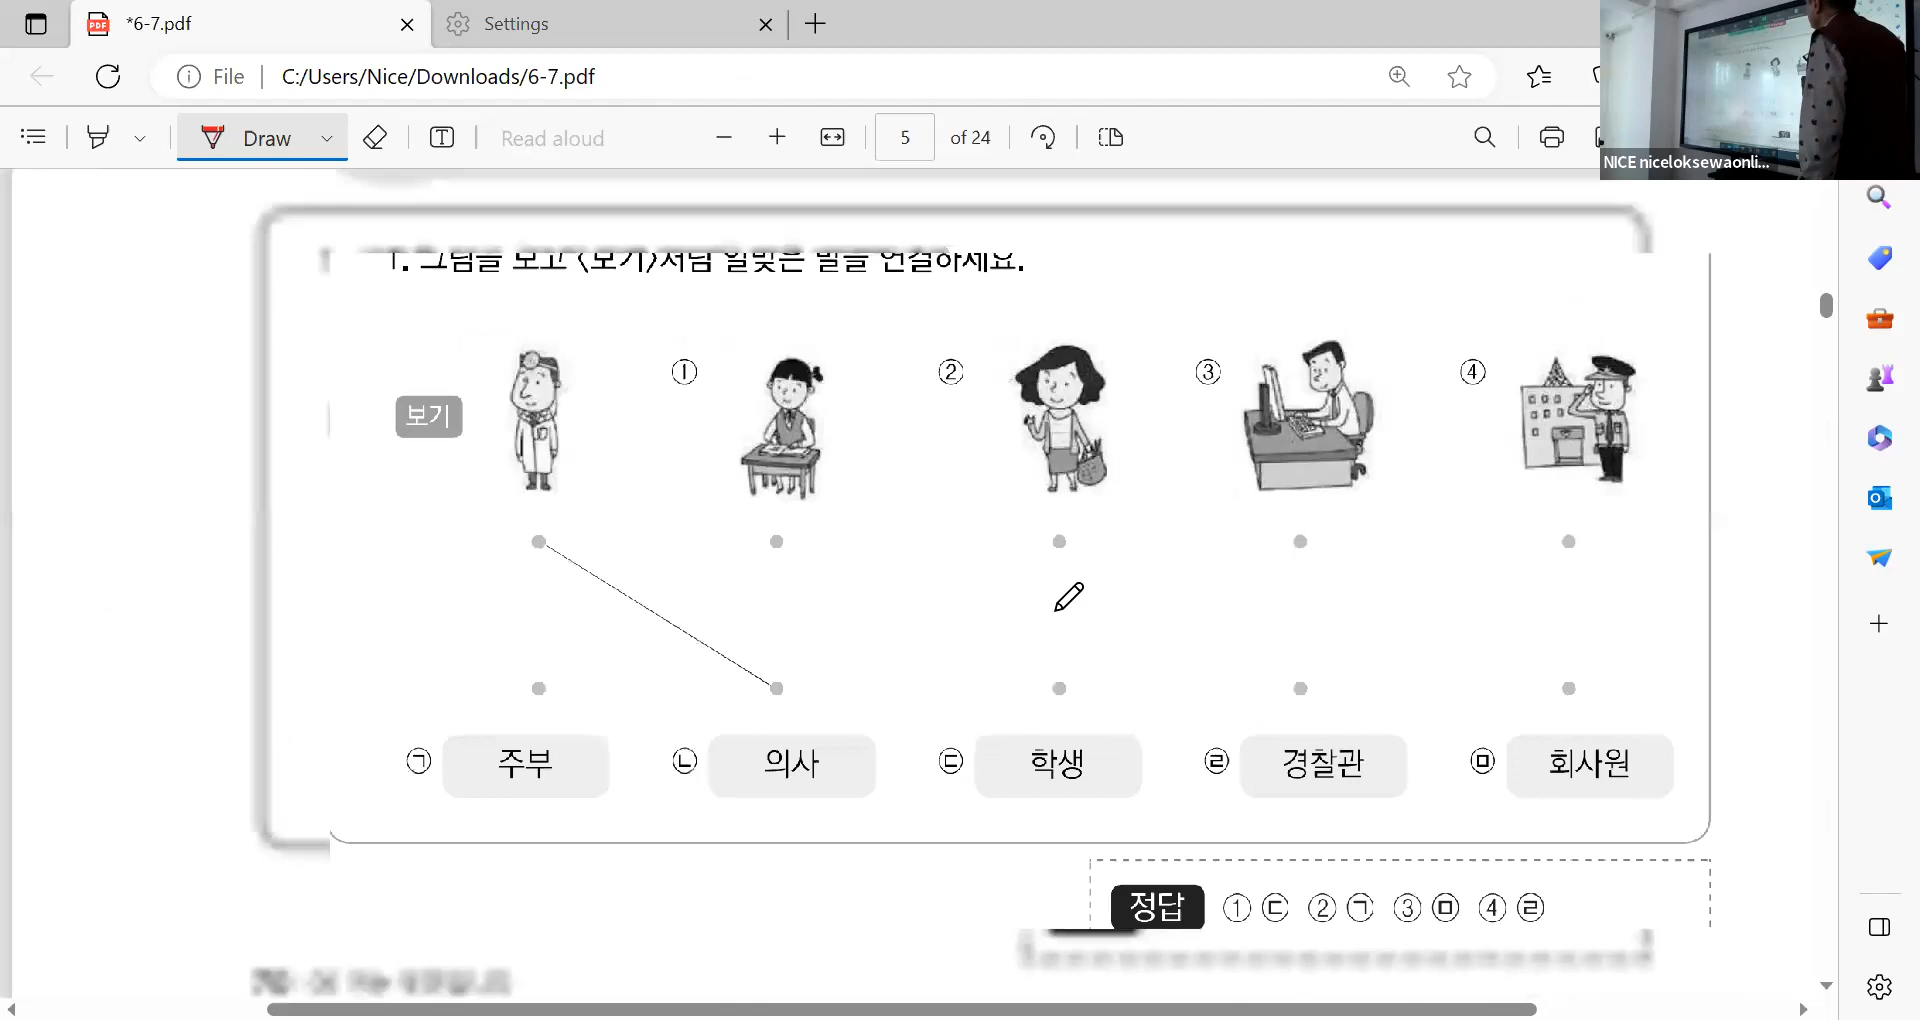 *6-7.pdf
Settings
File
C:/Users/Nice/Downloads/6-7.pdf
Draw
Read aloud
5 of 24
NICE niceloksewaonli...
1. 그림을 보고 <보기>처럼 알맞은 말을 연결하세요.
보기
① ② ③ ④
㉠ 주부 ㉡ 의사 ㉢ 학생 ㉣ 경찰관 ㉤ 회사원
정답 ① ㉢ ② ㉠ ③ ㉤ ④ ㉣